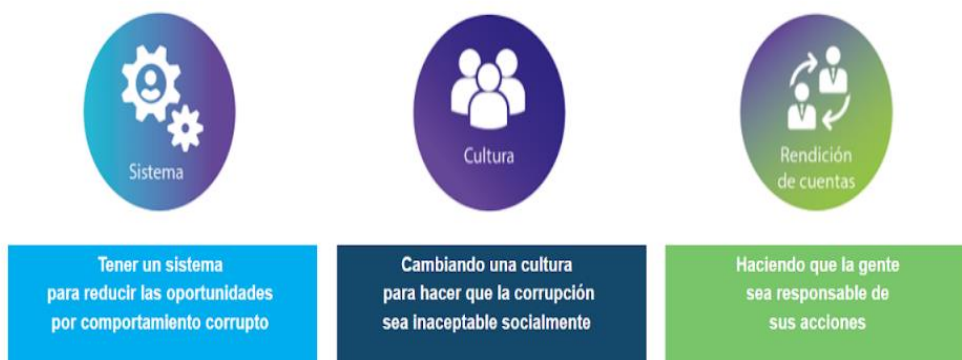 Sistema
Cultura
Rendición
de cuentas
Tener un sistema
para reducir las oportunidades
por comportamiento corrupto
Cambiando una cultura
para hacer que la corrupción
sea inaceptable socialmente
Haciendo que la gente
sea responsable de
sus acciones